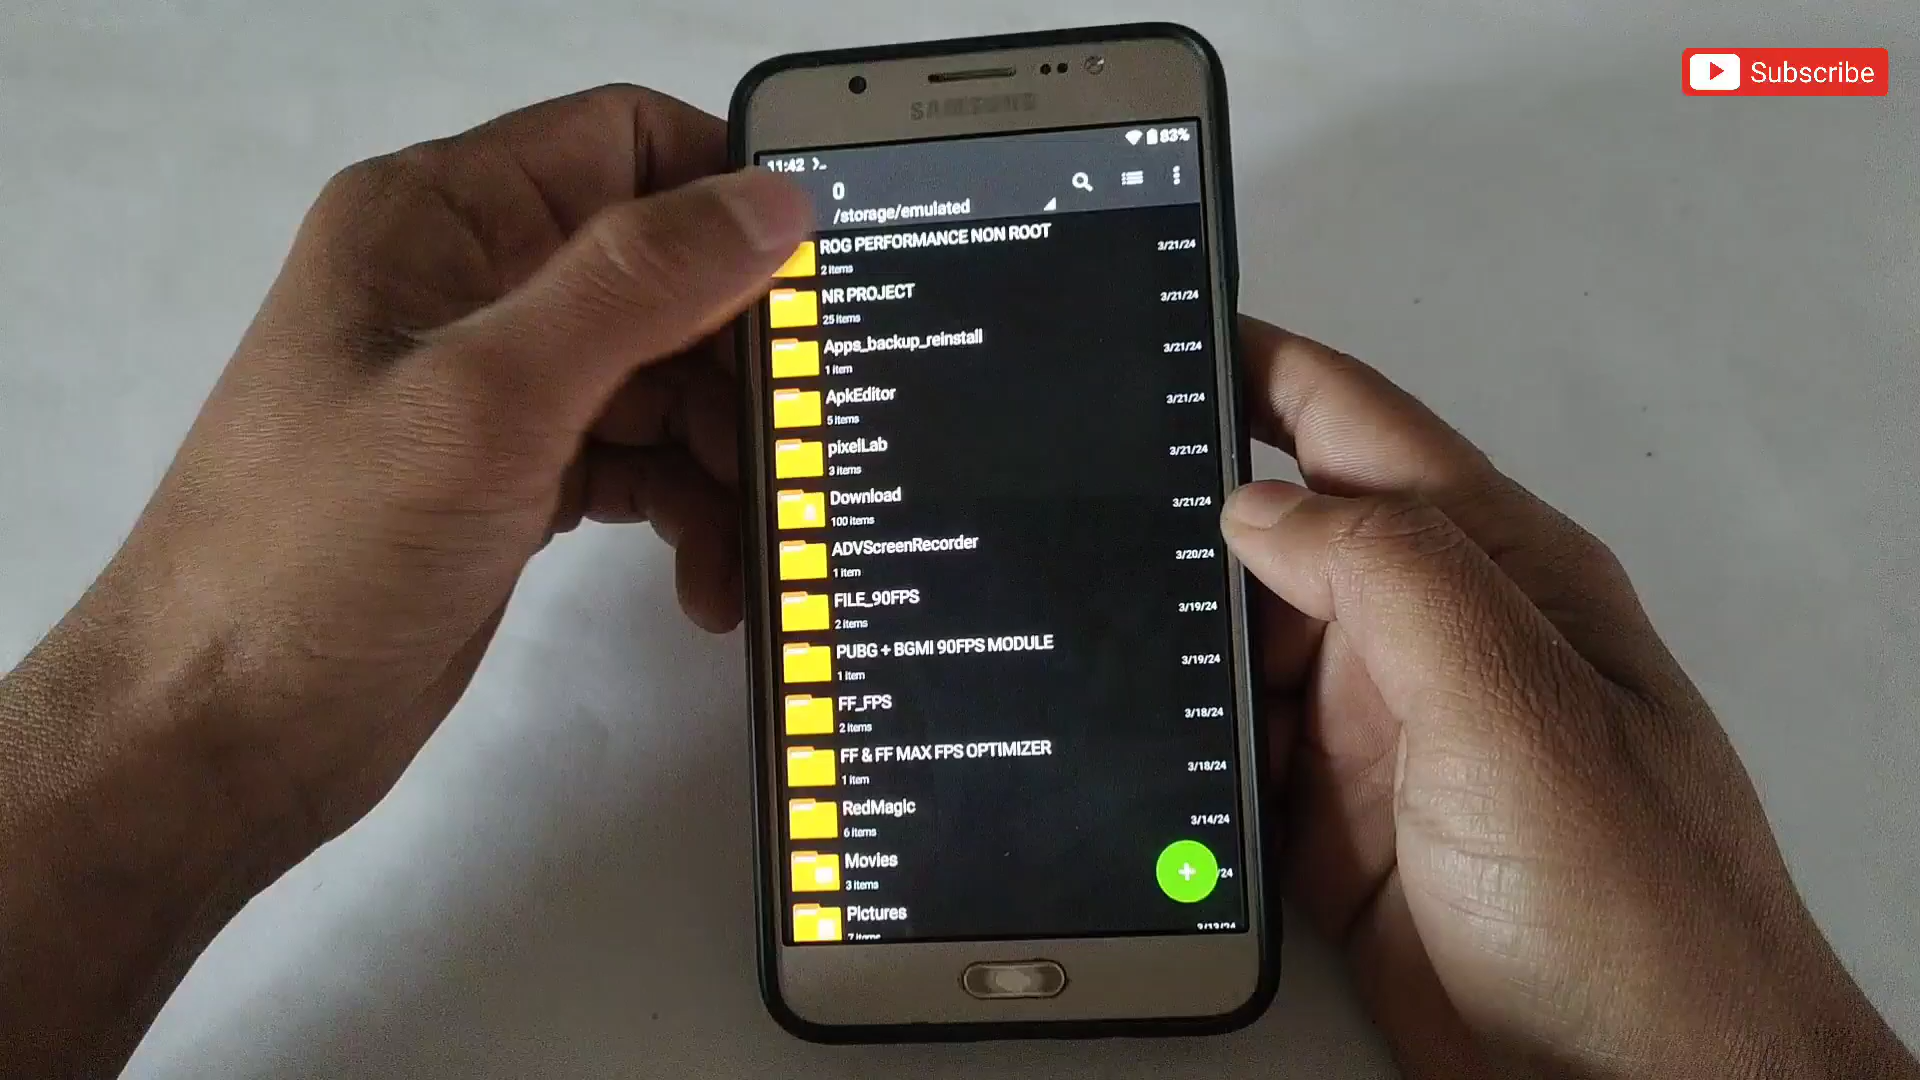 Subscribe
SAMSUNG
83%
11:42
0
/storage/emulated
ROG PERFORMANCE NON ROOT
3/21/24
2 items
NR PROJECT
3/21/24
25 items
Apps_backup_reinstall
3/21/24
1 item
ApkEditor
3/21/24
5 items
pixelLab
3/21/24
3 items
Download
3/21/24
100 items
ADVScreenRecorder
3/20/24
1 item
FILE_90FPS
3/19/24
2 items
PUBG + BGMI 90FPS MODULE
3/19/24
1 item
FF_FPS
3/18/24
2 items
FF & FF MAX FPS OPTIMIZER
3/18/24
1 item
RedMagic
3/14/24
6 items
Movies
/24
3 items
Pictures
7 items